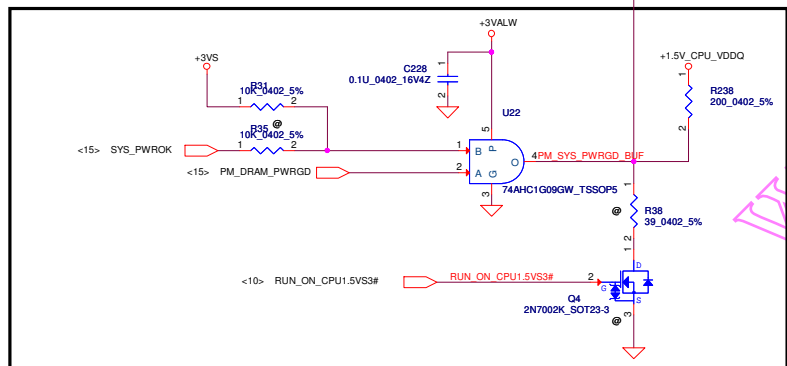 +3VALW
+3VS
+1.5V_CPU_VDDQ
C228
0.1U_0402_16V4Z
1
2
R31
10K_0402_5%
1 2
@
R35
10K_0402_5%
1 2
R238
200_0402_5%
1
2
U22
5
P
<15> SYS_PWROK
1 B
O 4 PM_SYS_PWRGD_BUF
<15> PM_DRAM_PWRGD
2 A
G
3
74AHC1G09GW_TSSOP5
1
@
R38
39_0402_5%
2
1
D
<10> RUN_ON_CPU1.5VS3#
RUN_ON_CPU1.5VS3#
2
G
S
Q4
2N7002K_SOT23-3
@
3